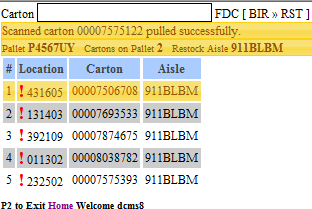 Carton FDC [ BIR » RST ]
Scanned carton 00007575122 pulled successfully.
Pallet P4567UY Cartons on Pallet 2 Restock Aisle 911BLBM
# Location Carton Aisle
1 ! 431605 00007506708 911BLBM
2 ! 131403 00007693533 911BLBM
3 ! 392109 00007874675 911BLBM
4 ! 011302 00008038782 911BLBM
5 ! 232502 00007575393 911BLBM
P2 to Exit Home Welcome dcms8